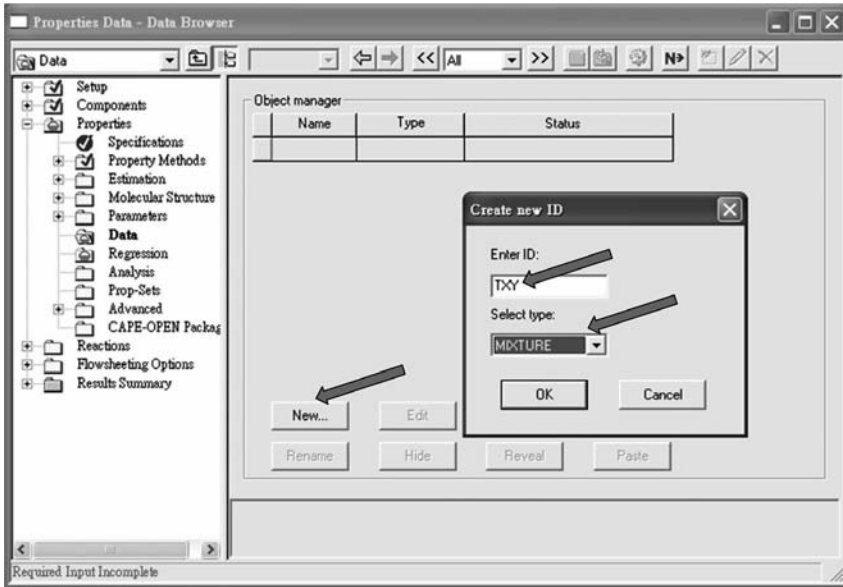 Properties Data - Data Browser
Data
All
N>
Setup
Components
Properties
Specifications
Property Methods
Estimation
Molecular Structure
Parameters
Data
Regression
Analysis
Prop-Sets
Advanced
CAPE-OPEN Packag
Reactions
Flowsheeting Options
Results Summary
Object manager
Name Type Status
Create new ID
Enter ID:
TXY
Select type:
MIXTURE
OK Cancel
New... Edit
Rename Hide Reveal Paste
Required Input Incomplete